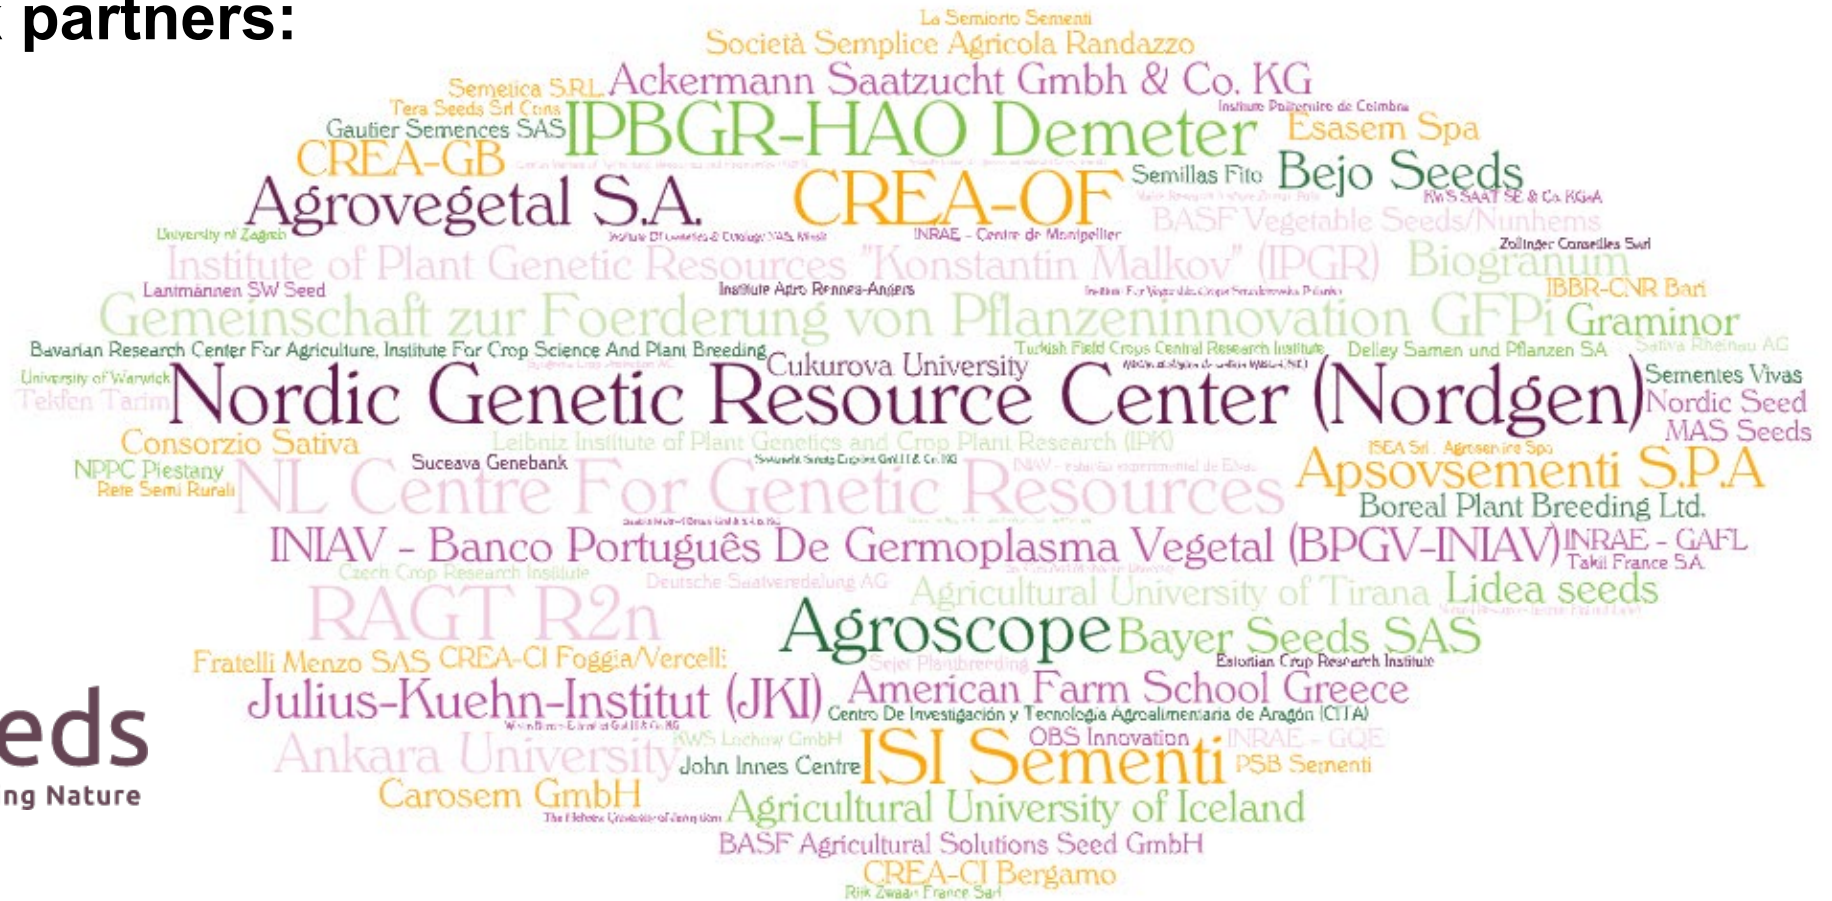 partners:
La Semiorto Sementi
Società Semplice Agricola Randazzo
Semetica S.R.L Ackermann Saatzucht Gmbh & Co. KG
Tera Seeds Srl Cons
Gautier Semences SAS IPBGR-HAO Demeter Esasem Spa
CREA-GB
Semillas Fito Bejo Seeds
Agrovegetal S.A. CREA-OF
KWS SAAT SE & Co. KGaA
BASF Vegetable Seeds/Nunhems
University of Zagreb INRAE - Centre de Montpellier
Zollinger Conseilles Sarl
Institute of Plant Genetic Resources "Konstantin Malkov" (IPGR) Biogranum
Lantmännen SW Seed Institute Agro Rennes-Angers IBBR-CNR Bari
Gemeinschaft zur Foerderung von Pflanzeninnovation GFPi Graminor
Bavarian Research Center For Agriculture, Institute For Crop Science And Plant Breeding Turkish Field Crops Central Research Institute Delley Samen und Pflanzen SA Sativa Rheinau AG
Cukurova University
University of Warwick Sementes Vivas
Tekfen Tarim Nordic Genetic Resource Center (Nordgen) Nordic Seed
MAS Seeds
Consorzio Sativa Leibniz Institute of Plant Genetics and Crop Plant Research (IPK)
NPPC Piestany Suceava Genebank
Rete Semi Rurali NL Centre For Genetic Resources Apsovsementi S.P.A
Boreal Plant Breeding Ltd.
INIAV - Banco Português De Germoplasma Vegetal (BPGV-INIAV) INRAE - GAFL
Takii France S.A
Czech Crop Research Institute Deutsche Saatveredelung AG
Agricultural University of Tirana Lidea seeds
RAGT R2n
Agroscope Bayer Seeds SAS
Fratelli Menzo SAS CREA-CI Foggia/Vercelli Sejet Plantbreeding Estonian Crop Research Institute
Julius-Kuehn-Institut (JKI) American Farm School Greece
Centro De Investigación y Tecnología Agroalimentaria de Aragón (CITA)
eds
KWS Lochow GmbH OBS Innovation INRAE - GQE
Ankara University John Innes Centre ISI Sementi PSB Sementi
ng Nature
Carosem GmbH Agricultural University of Iceland
BASF Agricultural Solutions Seed GmbH
CREA-CI Bergamo
Rijk Zwaan France Sarl